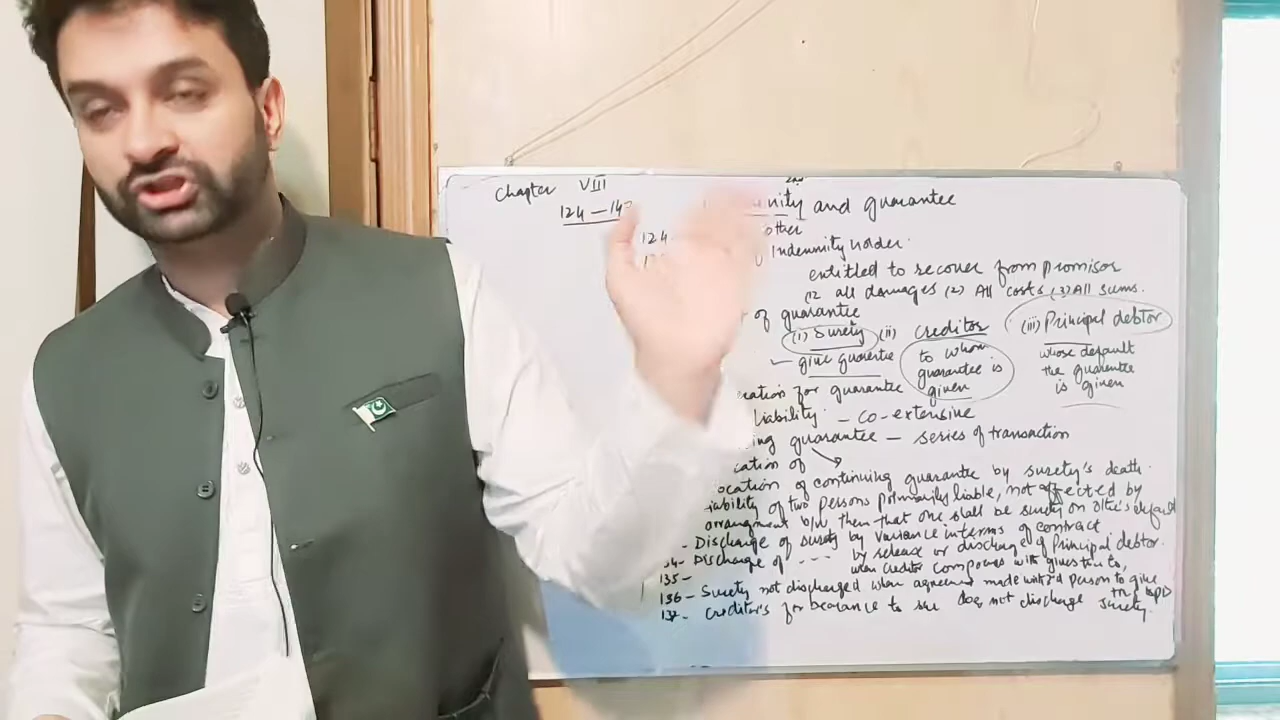 Chapter VIII
124 – 14
nity and guarantee
124.
other
Indemnity holder.
entitled to recover from promisor
(1) all damages (2) All costs (3) All sums.
of guarantee
(i) Surety (ii) creditor (iii) Principal debtor
give guarantee
to whom guarantee is given
whose default the guarantee is given
eration for guarantee
liability – co-extensive
ing guarantee – series of transaction
cation of
ocation of continuing guarantee by surety's death.
iability of two persons primarily liable, not affected by
arrangment b/w them that one shall be surety on other's default
- Discharge of surety by variance in terms of contract
34- Discharge of ---- by release or discharge of Principal debtor.
135 - when creditor compounds with, gives time to,
136 - Surety not discharged when agreement made with 3rd Person to give
137- Creditor's forbearance to sue does not discharge surety.